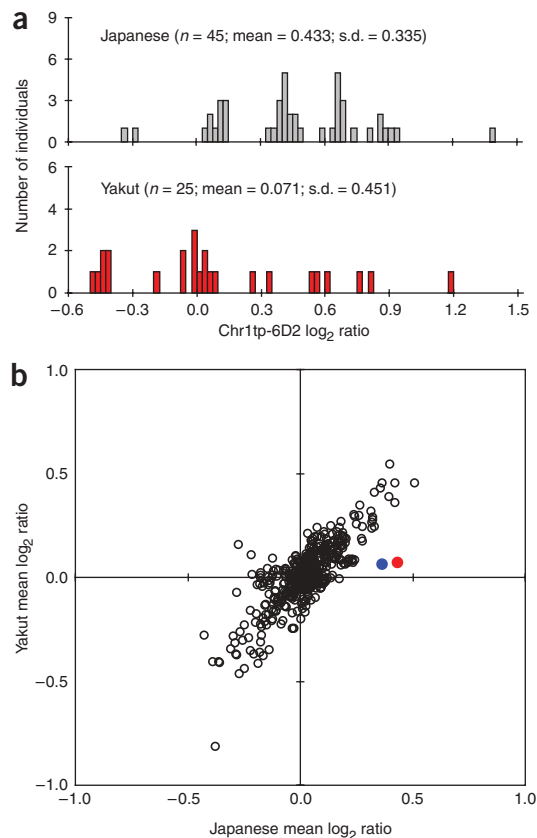 a
9
6
3
0
Japanese (n = 45; mean = 0.433; s.d. = 0.335)
Number of individuals
6
4
2
0
Yakut (n = 25; mean = 0.071; s.d. = 0.451)
−0.6 −0.3 0.0 0.3 0.6 0.9 1.2 1.5
Chr1tp-6D2 log2 ratio
b
1.0
0.5
0.0
−0.5
−1.0
Yakut mean log2 ratio
−1.0 −0.5 0.0 0.5 1.0
Japanese mean log2 ratio